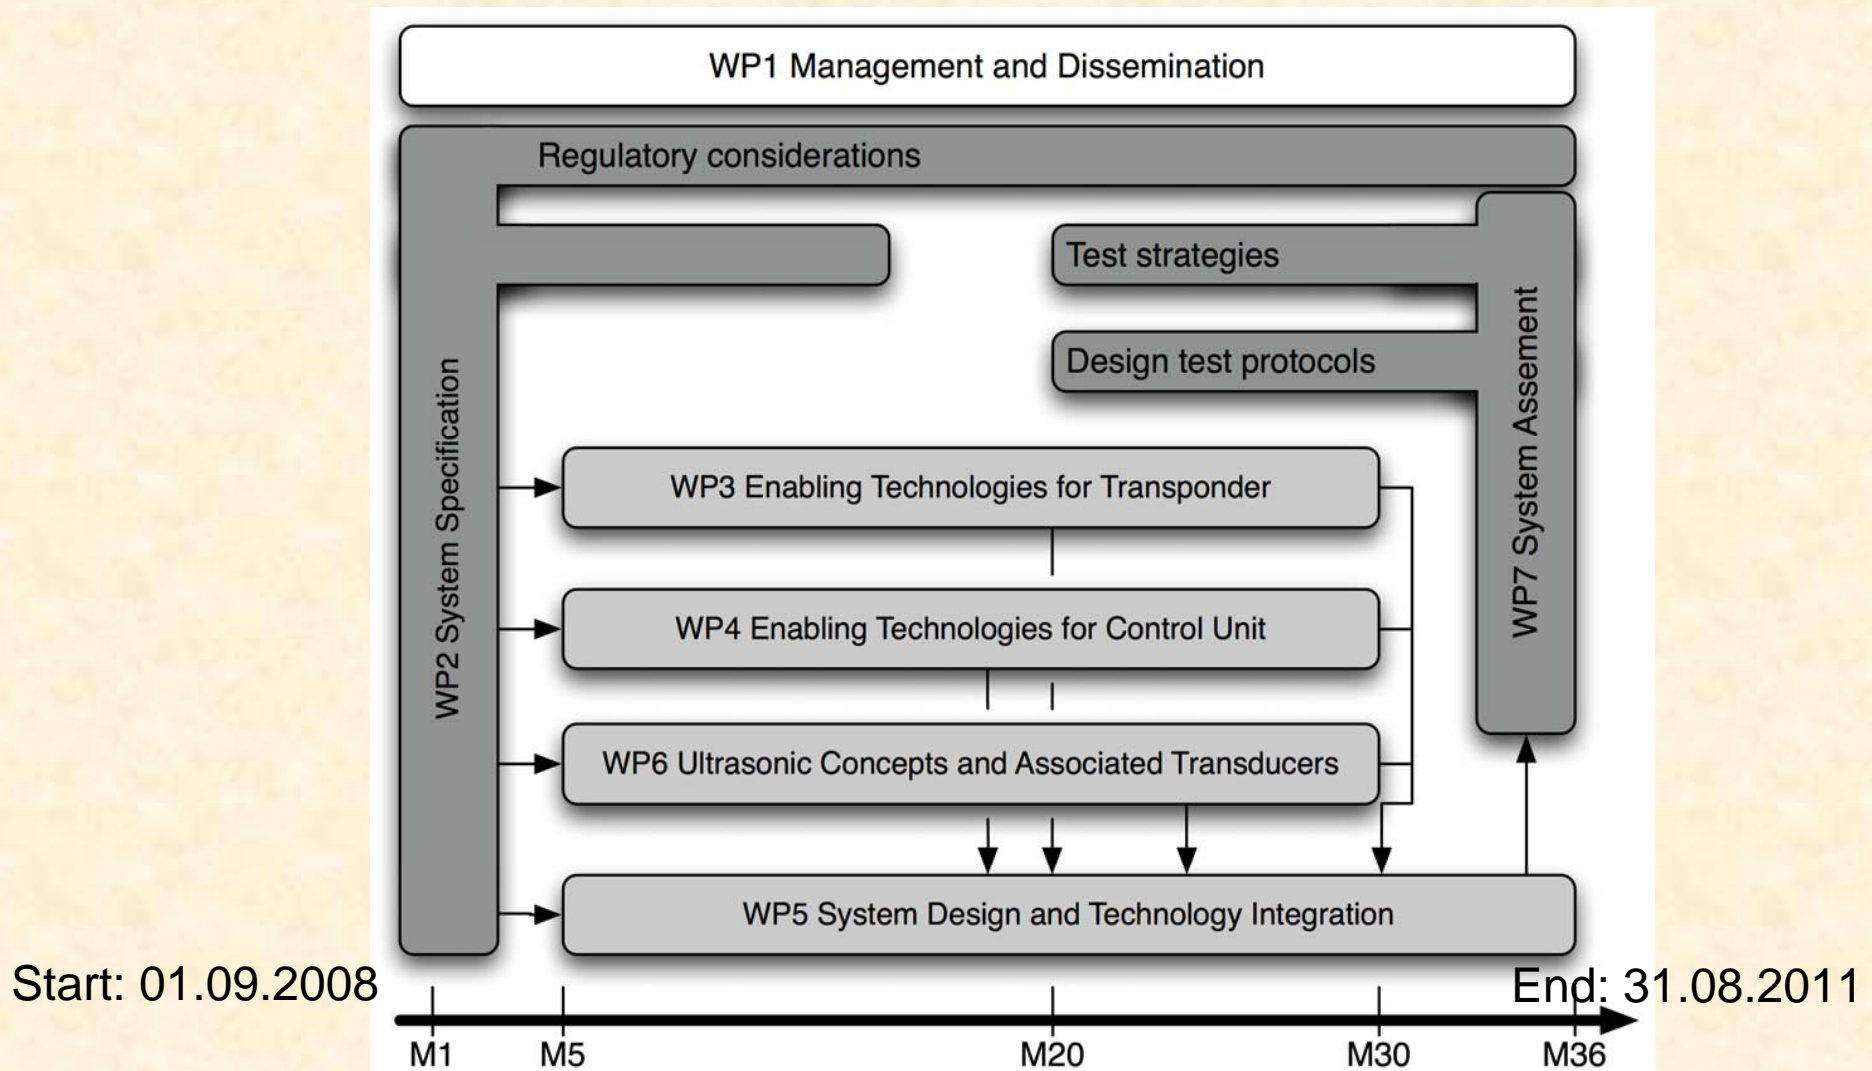 WP1 Management and Dissemination
Regulatory considerations
Test strategies
Design test protocols
WP2 System Specification
WP7 System Assement
WP3 Enabling Technologies for Transponder
WP4 Enabling Technologies for Control Unit
WP6 Ultrasonic Concepts and Associated Transducers
WP5 System Design and Technology Integration
Start: 01.09.2008
End: 31.08.2011
M1 M5 M20 M30 M36